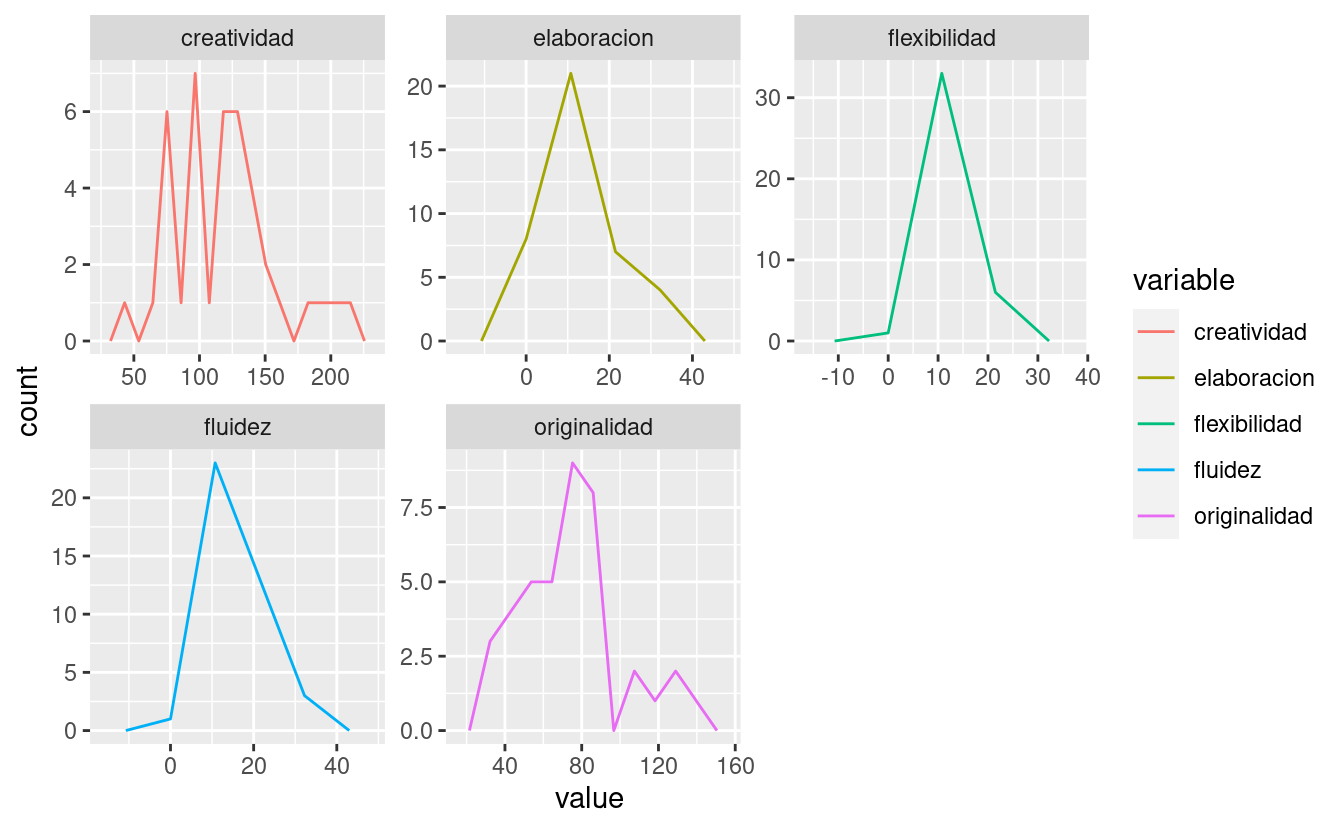 creatividad
elaboracion
flexibilidad
6
4
2
0
50 100 150 200
20
15
10
5
0
0 20 40
30
20
10
0
-10 0 10 20 30 40
count
fluidez
originalidad
20
15
10
5
0
0 20 40
7.5
5.0
2.5
0.0
40 80 120 160
value
variable
creatividad
elaboracion
flexibilidad
fluidez
originalidad